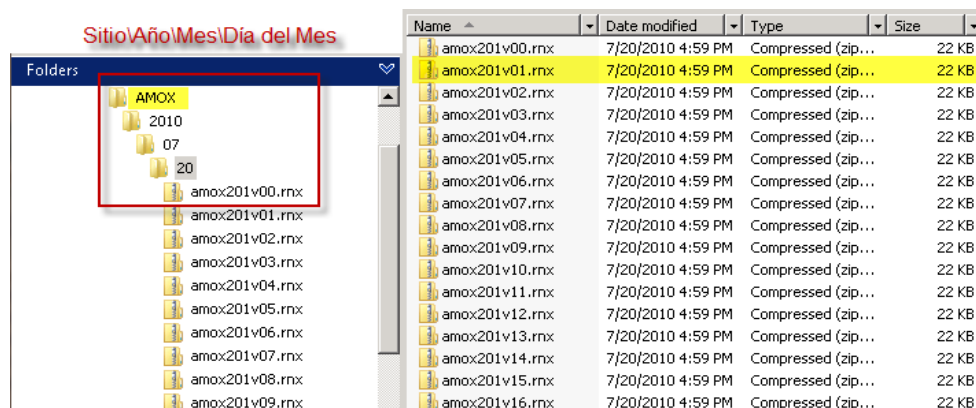 Sitio\Año\Mes\Día del Mes
Folders
AMOX
2010
07
20
amox201v00.rnx
amox201v01.rnx
amox201v02.rnx
amox201v03.rnx
amox201v04.rnx
amox201v05.rnx
amox201v06.rnx
amox201v07.rnx
amox201v08.rnx
amox201v09.rnx
Name Date modified Type Size
amox201v00.rnx 7/20/2010 4:59 PM Compressed (zip... 22 KB
amox201v01.rnx 7/20/2010 4:59 PM Compressed (zip... 22 KB
amox201v02.rnx 7/20/2010 4:59 PM Compressed (zip... 22 KB
amox201v03.rnx 7/20/2010 4:59 PM Compressed (zip... 22 KB
amox201v04.rnx 7/20/2010 4:59 PM Compressed (zip... 22 KB
amox201v05.rnx 7/20/2010 4:59 PM Compressed (zip... 22 KB
amox201v06.rnx 7/20/2010 4:59 PM Compressed (zip... 22 KB
amox201v07.rnx 7/20/2010 4:59 PM Compressed (zip... 22 KB
amox201v08.rnx 7/20/2010 4:59 PM Compressed (zip... 22 KB
amox201v09.rnx 7/20/2010 4:59 PM Compressed (zip... 22 KB
amox201v10.rnx 7/20/2010 4:59 PM Compressed (zip... 22 KB
amox201v11.rnx 7/20/2010 4:59 PM Compressed (zip... 22 KB
amox201v12.rnx 7/20/2010 4:59 PM Compressed (zip... 22 KB
amox201v13.rnx 7/20/2010 4:59 PM Compressed (zip... 22 KB
amox201v14.rnx 7/20/2010 4:59 PM Compressed (zip... 22 KB
amox201v15.rnx 7/20/2010 4:59 PM Compressed (zip... 22 KB
amox201v16.rnx 7/20/2010 4:59 PM Compressed (zip... 22 KB